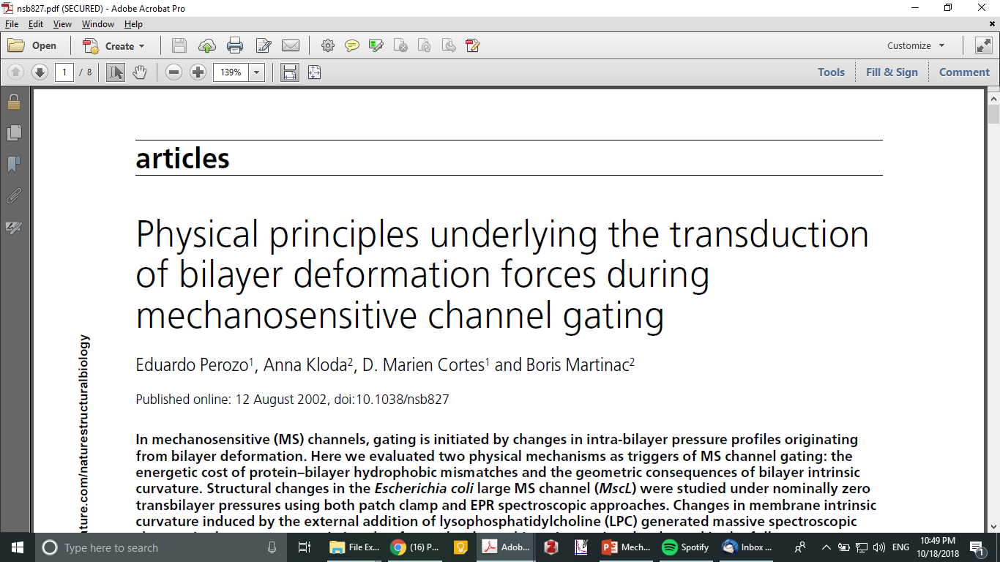 nsb827.pdf (SECURED) - Adobe Acrobat Pro
File Edit View Window Help
Open Create Customize
1 / 8 139% Tools Fill & Sign Comment
articles
Physical principles underlying the transduction
of bilayer deformation forces during
mechanosensitive channel gating
Eduardo Perozo1, Anna Kloda2, D. Marien Cortes1 and Boris Martinac2
Published online: 12 August 2002, doi:10.1038/nsb827
In mechanosensitive (MS) channels, gating is initiated by changes in intra-bilayer pressure profiles originating
from bilayer deformation. Here we evaluated two physical mechanisms as triggers of MS channel gating: the
energetic cost of protein–bilayer hydrophobic mismatches and the geometric consequences of bilayer intrinsic
curvature. Structural changes in the Escherichia coli large MS channel (MscL) were studied under nominally zero
transbilayer pressures using both patch clamp and EPR spectroscopic approaches. Changes in membrane intrinsic
curvature induced by the external addition of lysophosphatidylcholine (LPC) generated massive spectroscopic
ture.com/naturestructuralbiology
Type here to search
File Ex...
(16) P...
Adob...
Mech...
Spotify
Inbox ...
ENG
10:49 PM
10/18/2018
1